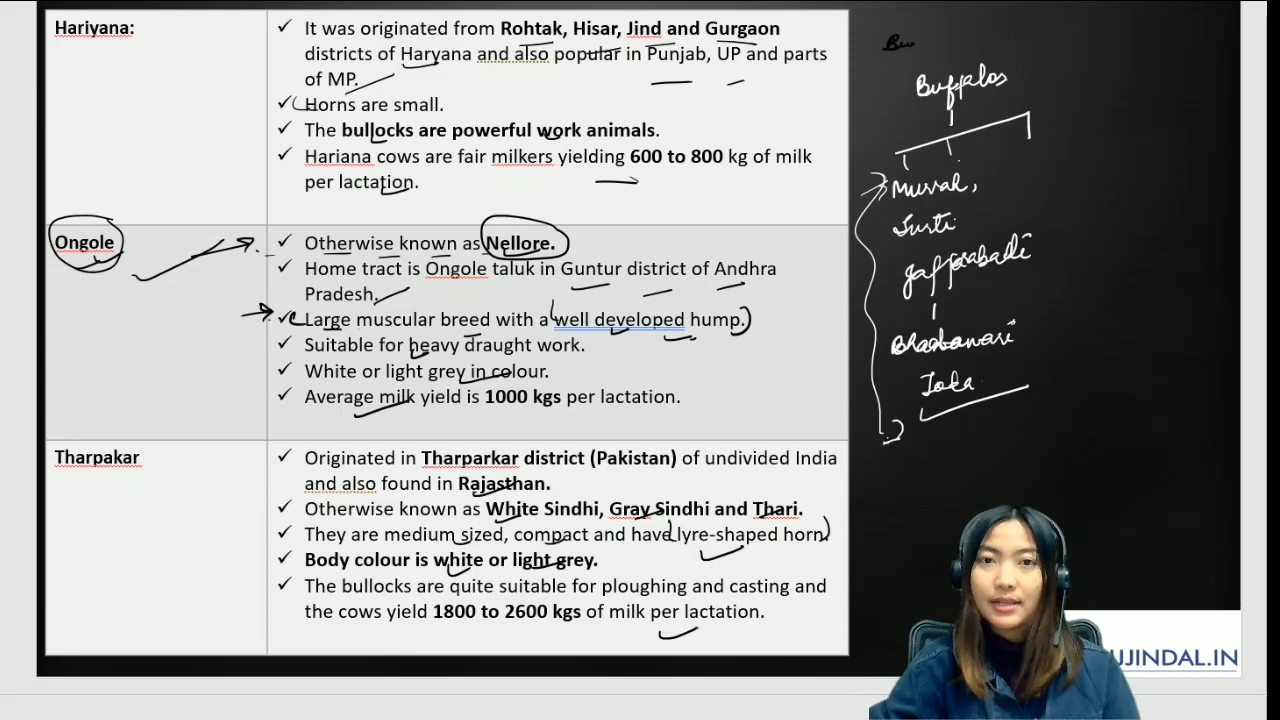 Hariyana:
It was originated from Rohtak, Hisar, Jind and Gurgaon
districts of Haryana and also popular in Punjab, UP and parts
of MP.
Horns are small.
The bullocks are powerful work animals.
Hariana cows are fair milkers yielding 600 to 800 kg of milk
per lactation.
Ongole
Otherwise known as Nellore.
Home tract is Ongole taluk in Guntur district of Andhra
Pradesh.
Large muscular breed with a well developed hump.
Suitable for heavy draught work.
White or light grey in colour.
Average milk yield is 1000 kgs per lactation.
Tharpakar
Originated in Tharparkar district (Pakistan) of undivided India
and also found in Rajasthan.
Otherwise known as White Sindhi, Gray Sindhi and Thari.
They are medium sized, compact and have lyre-shaped horn.
Body colour is white or light grey.
The bullocks are quite suitable for ploughing and casting and
the cows yield 1800 to 2600 kgs of milk per lactation.
Buffalos
Murrah,
Surti
UJINDAL.IN